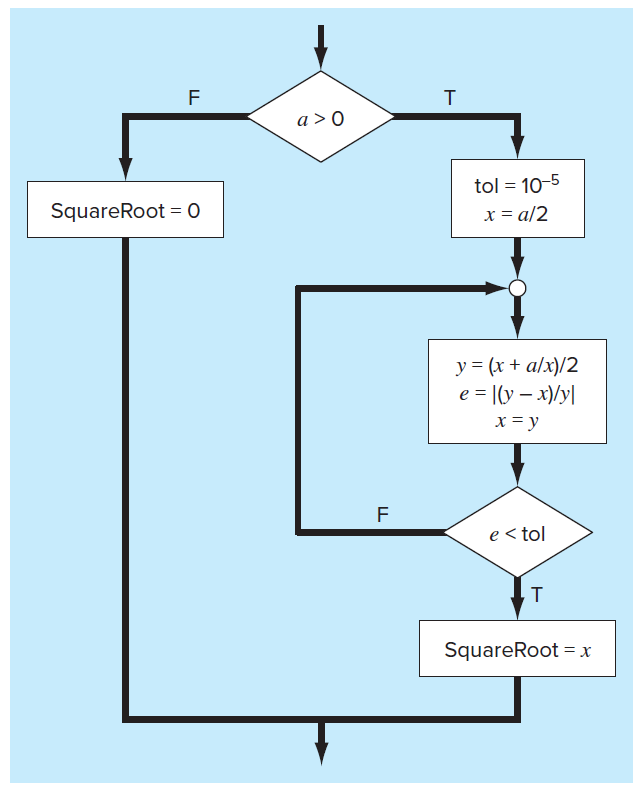 F
T
a > 0
SquareRoot = 0
tol = 10⁻⁵
x = a/2
y = (x + a/x)/2
e = |(y – x)/y|
x = y
F
e < tol
T
SquareRoot = x